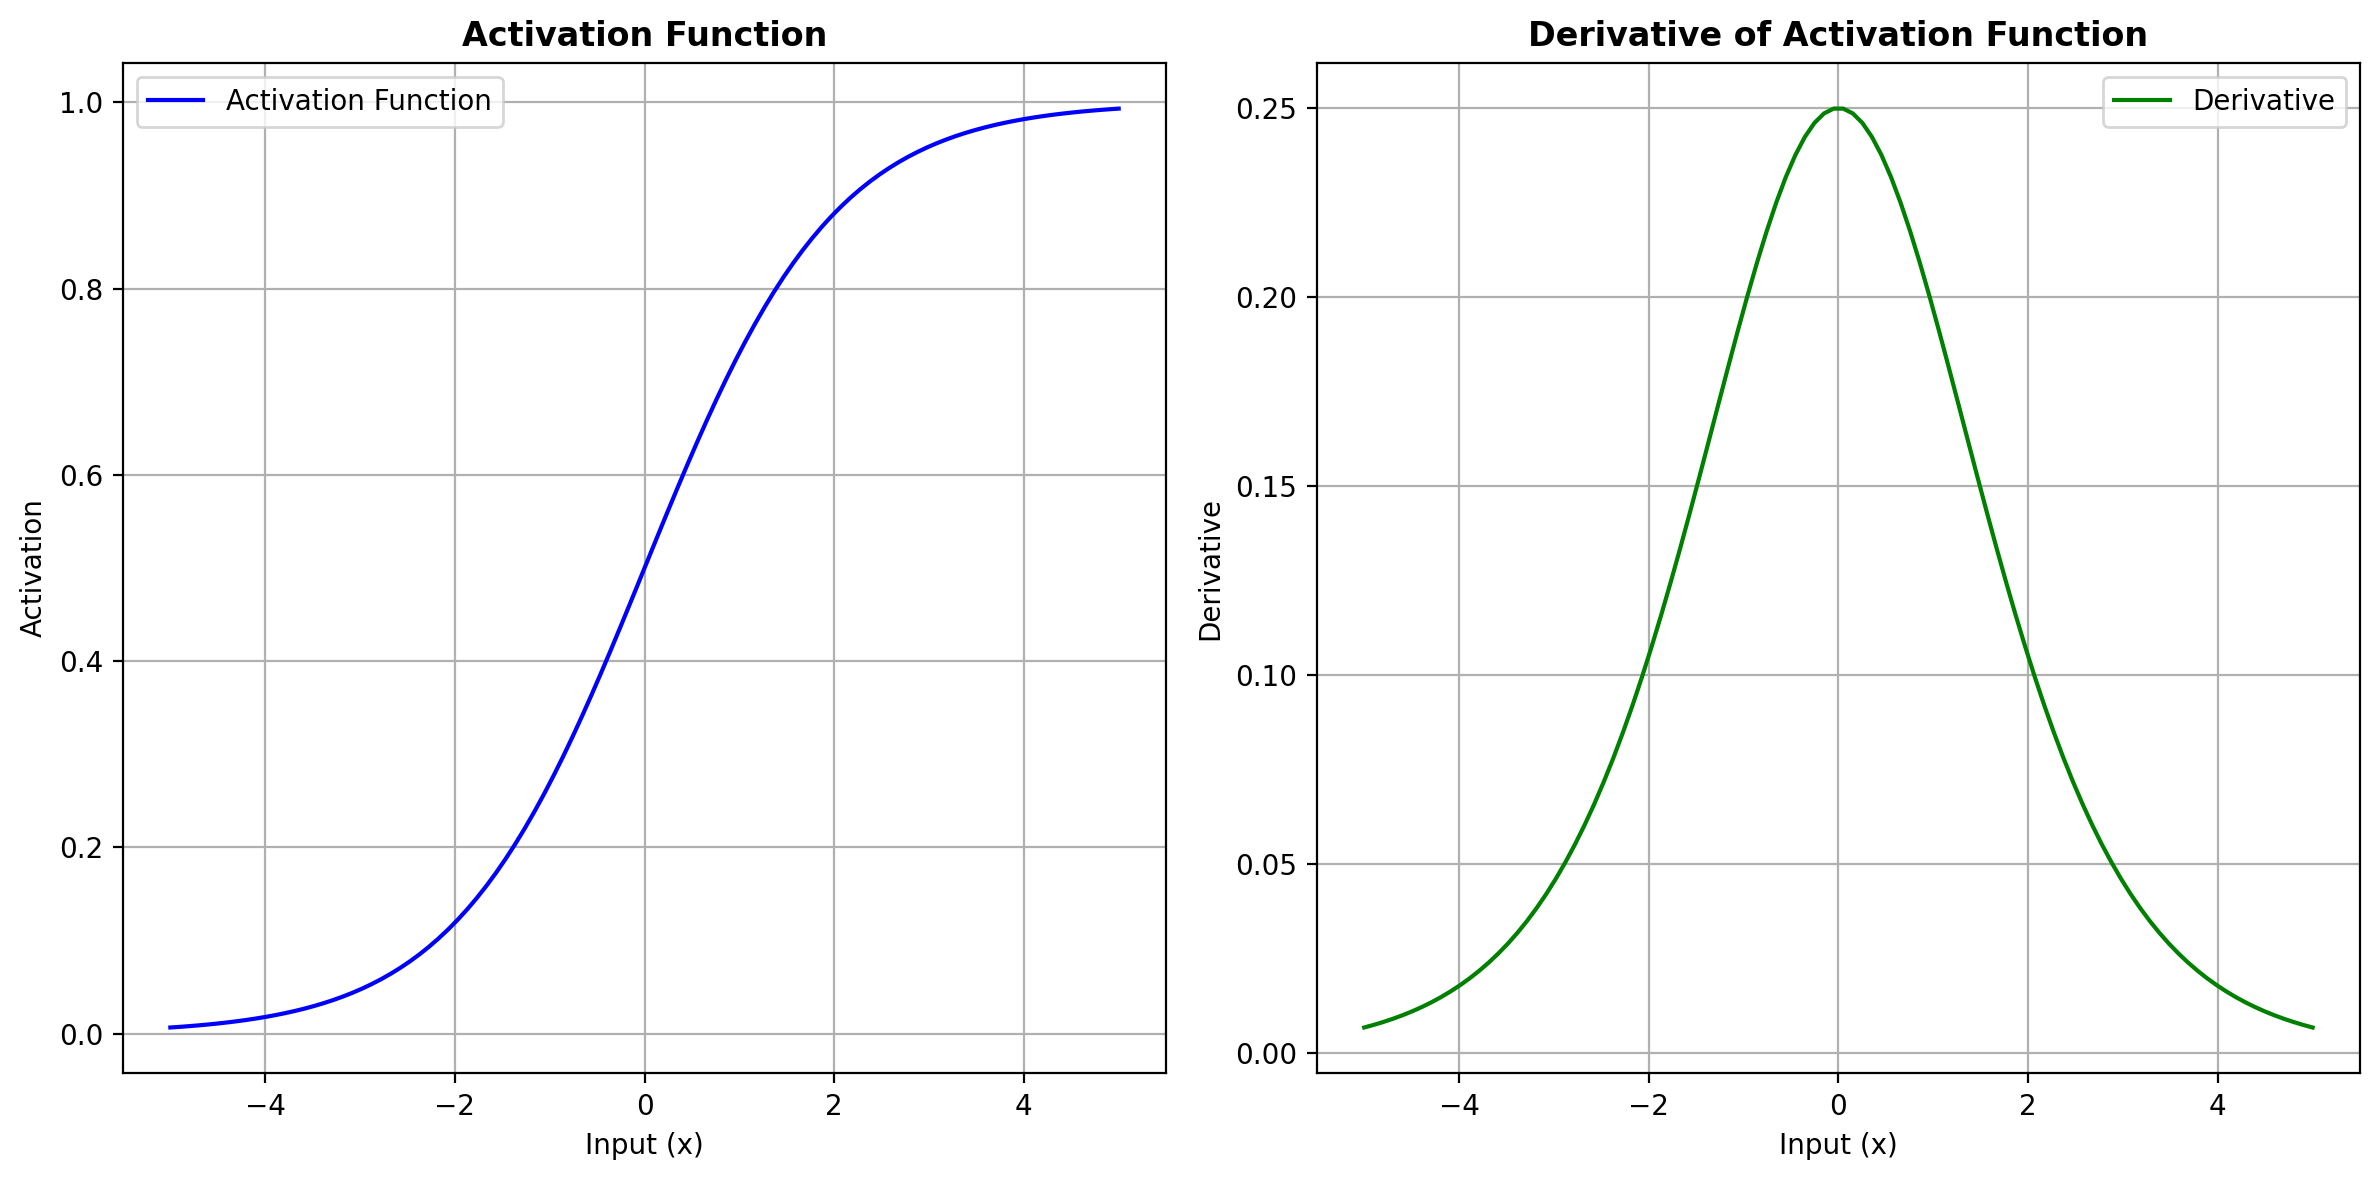 Activation Function
Activation Function
1.0
0.8
0.6
0.4
0.2
0.0
Activation
−4
−2
0
2
4
Input (x)
Derivative of Activation Function
Derivative
0.25
0.20
0.15
0.10
0.05
0.00
Derivative
−4
−2
0
2
4
Input (x)